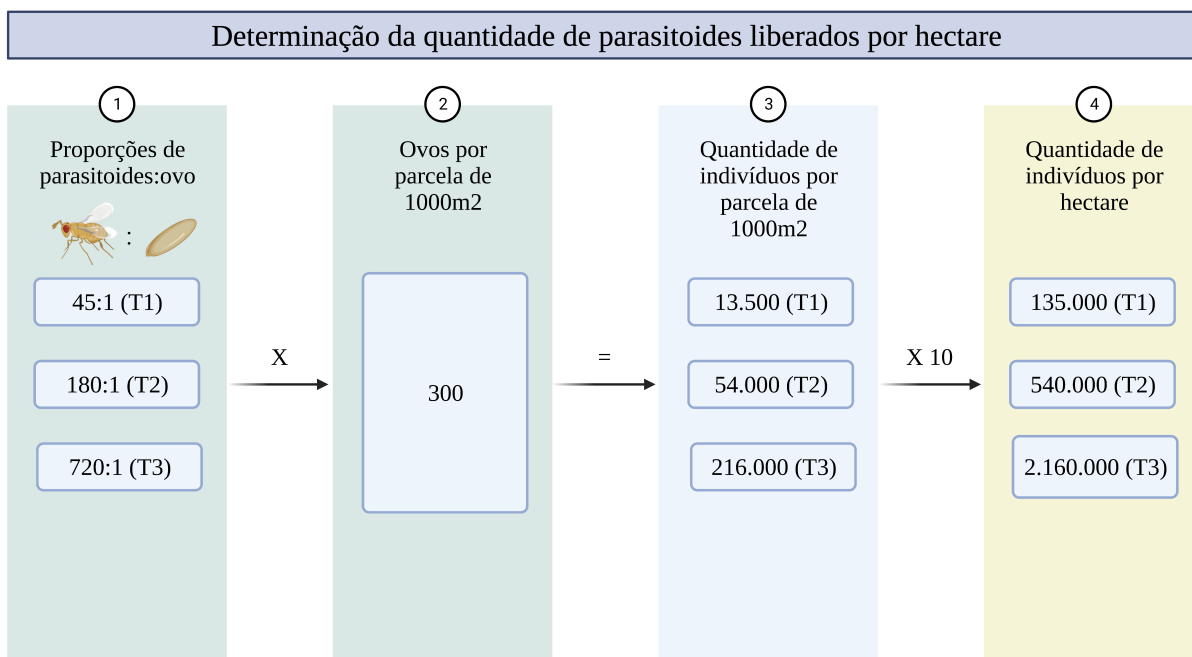 Determinação da quantidade de parasitoides liberados por hectare
1
Proporções de
parasitoides:ovo
:
45:1 (T1)
180:1 (T2)
720:1 (T3)
X
2
Ovos por
parcela de
1000m2
300
=
3
Quantidade de
indivíduos por
parcela de
1000m2
13.500 (T1)
54.000 (T2)
216.000 (T3)
X 10
4
Quantidade de
indivíduos por
hectare
135.000 (T1)
540.000 (T2)
2.160.000 (T3)